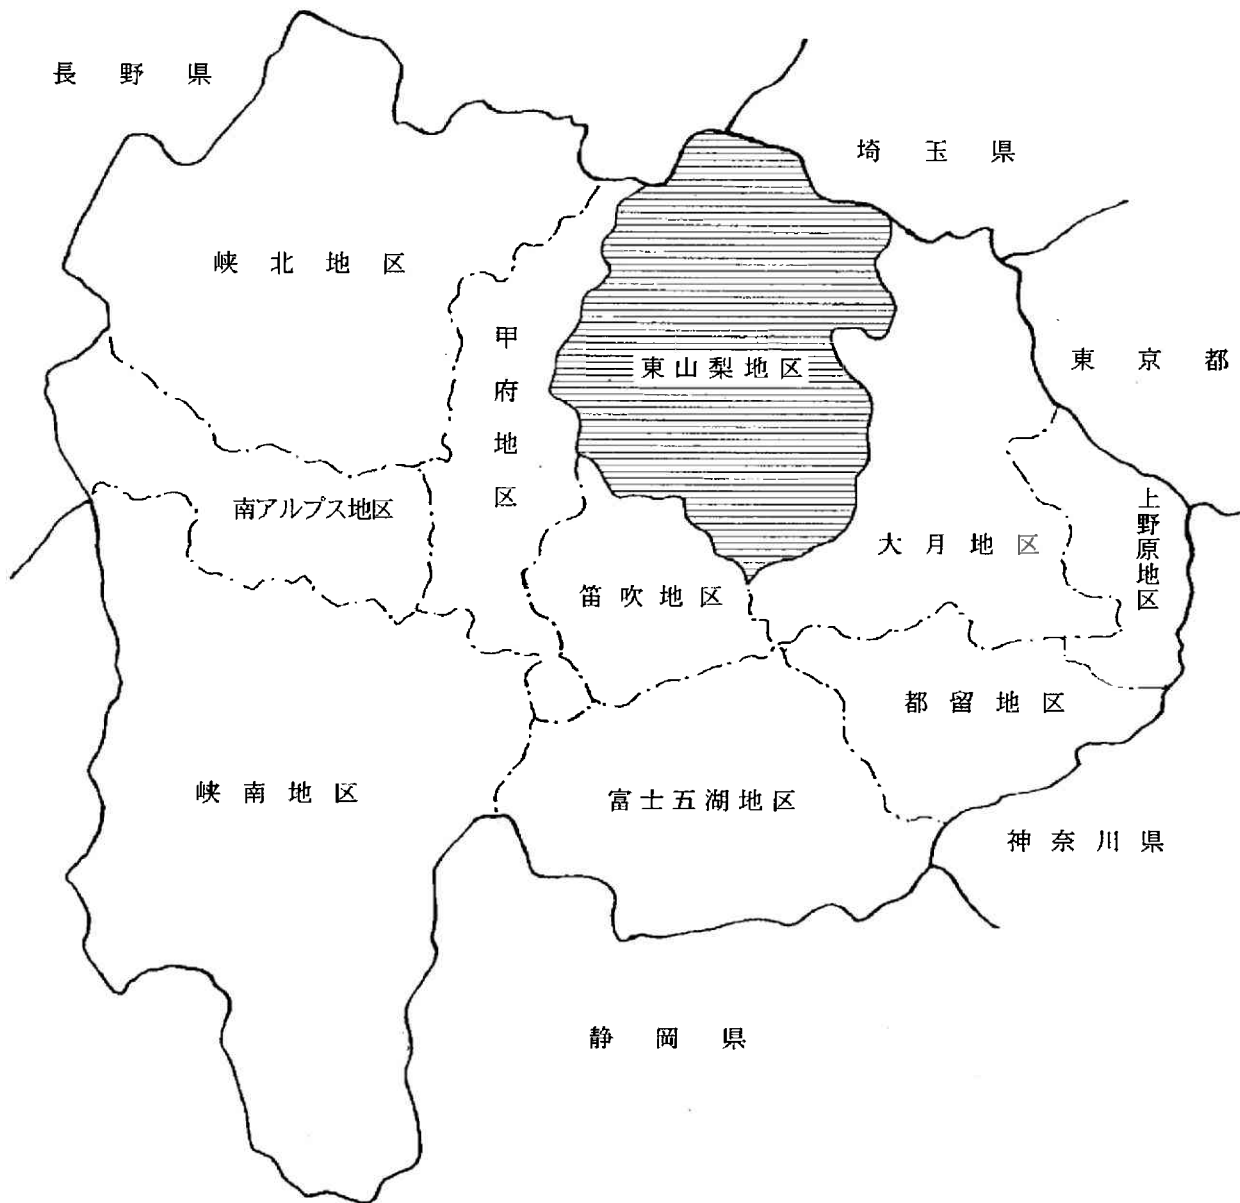 長野県
埼玉県
峡北地区
甲府地区
東山梨地区
東京都
南アルプス地区
上野原地区
大月地区
笛吹地区
都留地区
峡南地区
富士五湖地区
神奈川県
静岡県